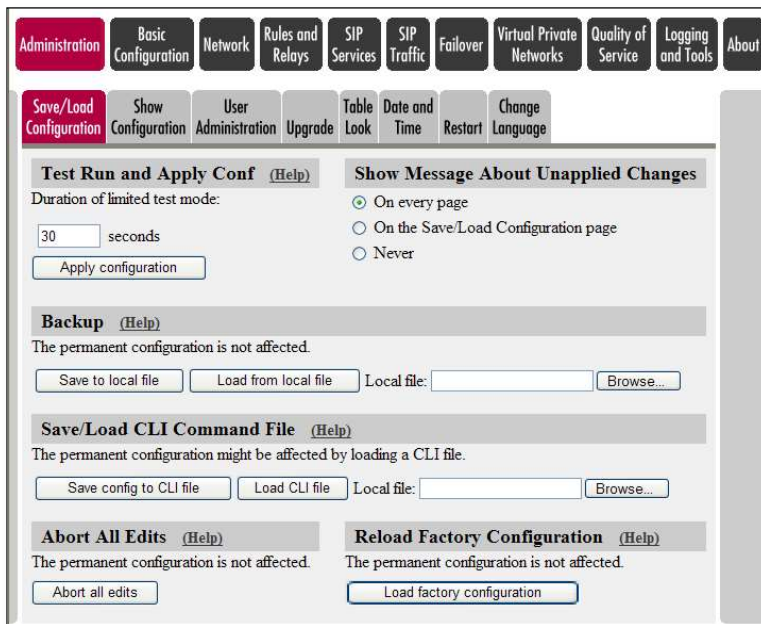 Administration
Basic Configuration
Network
Rules and Relays
SIP Services
SIP Traffic
Failover
Virtual Private Networks
Quality of Service
Logging and Tools
About
Save/Load Configuration
Show Configuration
User Administration
Upgrade
Table Look
Date and Time
Restart
Change Language
Test Run and Apply Conf (Help)
Duration of limited test mode:
30 seconds
Apply configuration
Show Message About Unapplied Changes
On every page
On the Save/Load Configuration page
Never
Backup (Help)
The permanent configuration is not affected.
Save to local file Load from local file Local file: Browse...
Save/Load CLI Command File (Help)
The permanent configuration might be affected by loading a CLI file.
Save config to CLI file Load CLI file Local file: Browse...
Abort All Edits (Help)
The permanent configuration is not affected.
Abort all edits
Reload Factory Configuration (Help)
The permanent configuration is not affected.
Load factory configuration